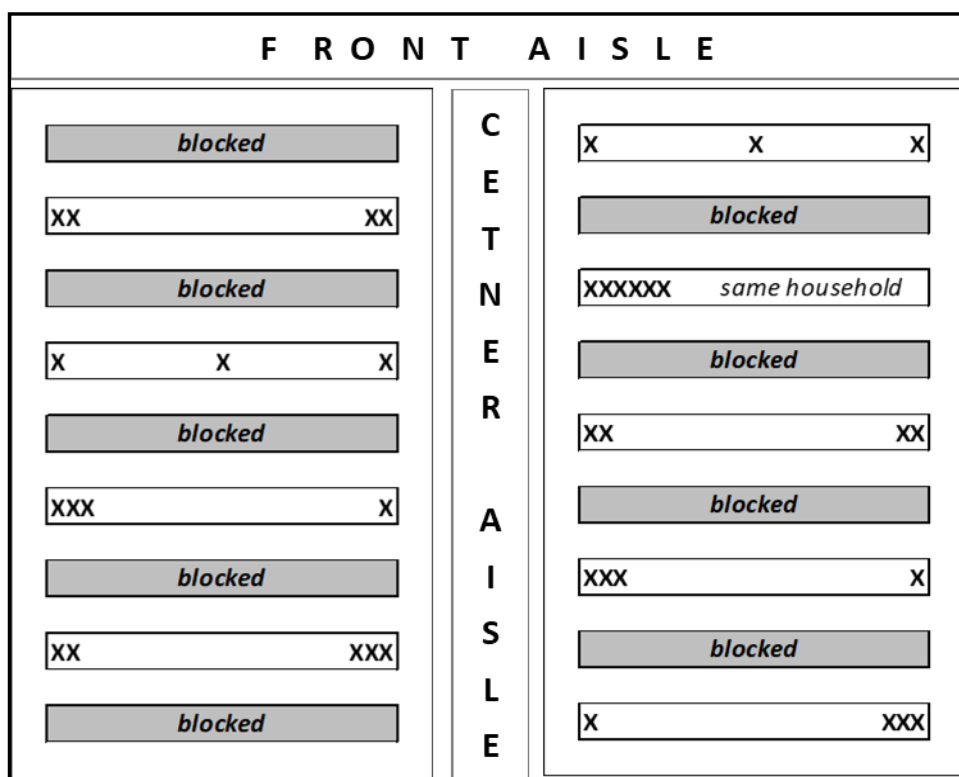 FRONT AISLE
blocked
XX XX
blocked
X X X
blocked
XXX X
blocked
XX XXX
blocked
CETNER AISLE
X X X
blocked
XXXXXX same household
blocked
XX XX
blocked
XXX X
blocked
X XXX